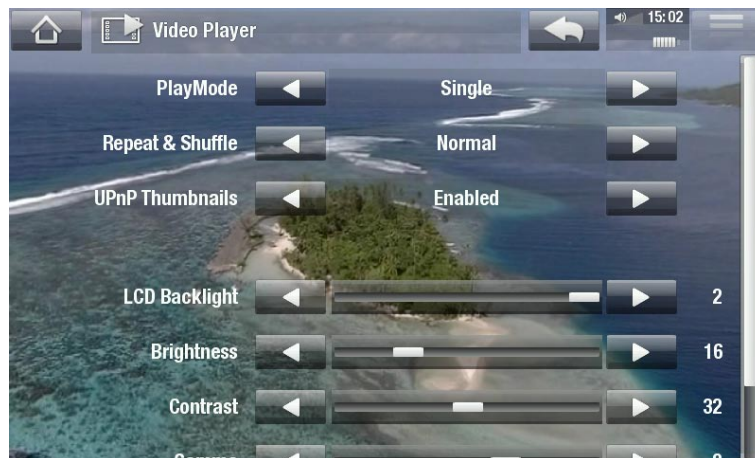 Video Player
15:02
PlayMode Single
Repeat & Shuffle Normal
UPnP Thumbnails Enabled
LCD Backlight 2
Brightness 16
Contrast 32